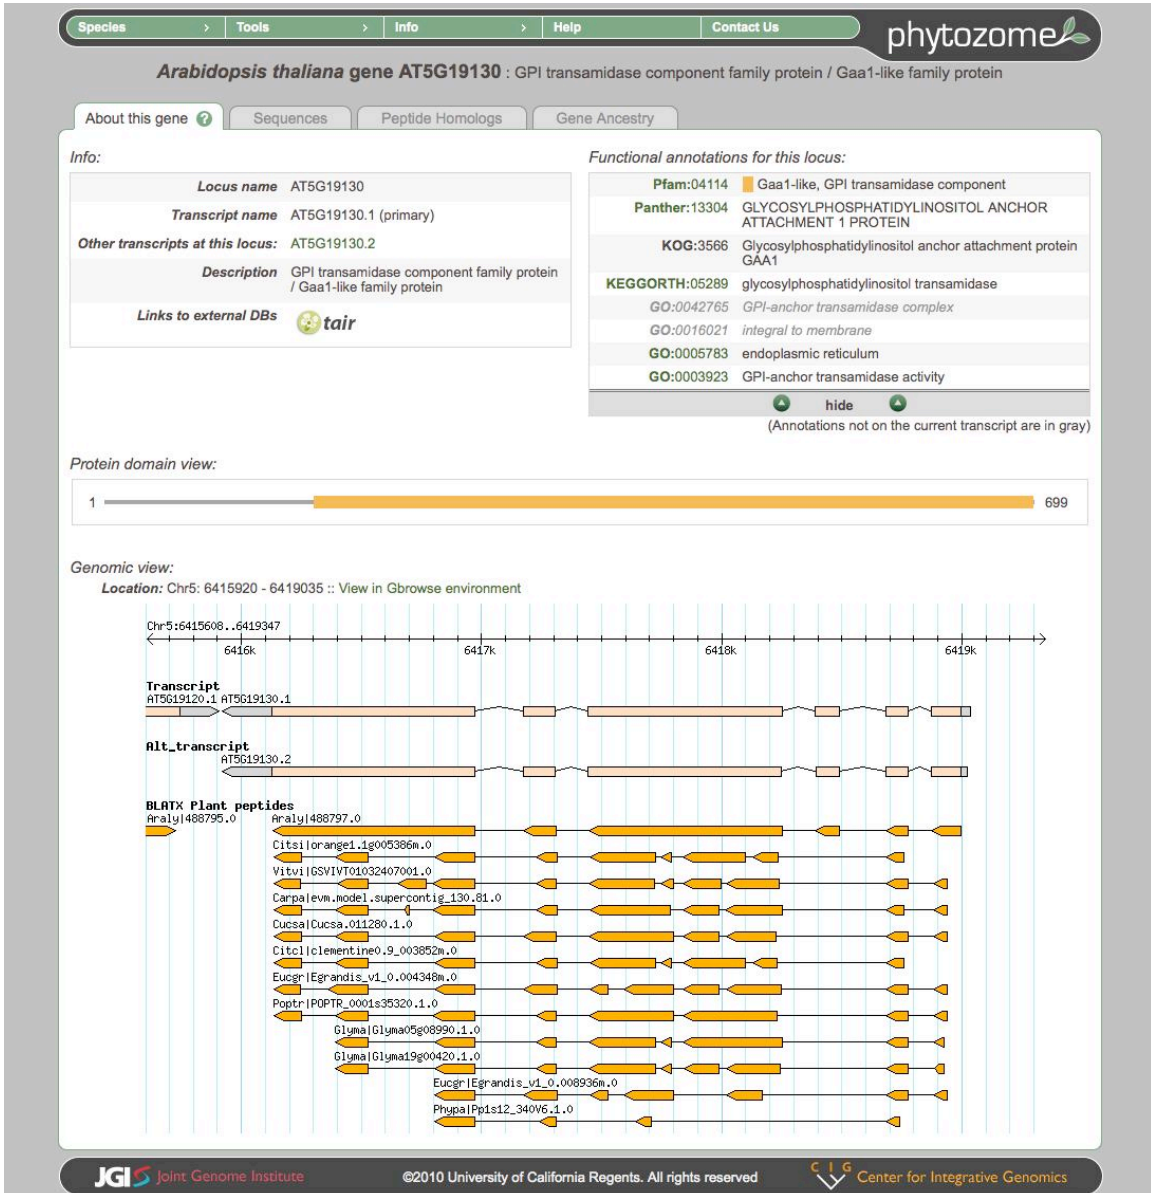 Species > Tools > Info > Help Contact Us
phytozome
Arabidopsis thaliana gene AT5G19130 : GPI transamidase component family protein / Gaa1-like family protein
About this gene ? Sequences Peptide Homologs Gene Ancestry
Info:
Locus name AT5G19130
Transcript name AT5G19130.1 (primary)
Other transcripts at this locus: AT5G19130.2
Description GPI transamidase component family protein
/ Gaa1-like family protein
Links to external DBs tair
Functional annotations for this locus:
Pfam:04114 Gaa1-like, GPI transamidase component
Panther:13304 GLYCOSYLPHOSPHATIDYLINOSITOL ANCHOR
ATTACHMENT 1 PROTEIN
KOG:3566 Glycosylphosphatidylinositol anchor attachment protein
GAA1
KEGGORTH:05289 glycosylphosphatidylinositol transamidase
GO:0042765 GPI-anchor transamidase complex
GO:0016021 integral to membrane
GO:0005783 endoplasmic reticulum
GO:0003923 GPI-anchor transamidase activity
hide
(Annotations not on the current transcript are in gray)
Protein domain view:
1 699
Genomic view:
Location: Chr5: 6415920 - 6419035 :: View in Gbrowse environment
Chr5:6415608..6419347
6416k 6417k 6418k 6419k
Transcript
AT5G19120.1 AT5G19130.1
Alt_transcript
AT5G19130.2
BLATX Plant peptides
Araly|488795.0 Araly|488797.0
Citsi|orange1.1g005386m.0
Vitvi|GSVIVT01032407001.0
Carpa|evm.model.supercontig_130.81.0
Cucsa|Cucsa.011280.1.0
Citcl|clementine0.9_003852m.0
Eucgr|Egrandis_v1_0.004348m.0
Poptr|POPTR_0001s35320.1.0
Glyma|Glyma05g08990.1.0
Glyma|Glyma19g00420.1.0
Eucgr|Egrandis_v1_0.008936m.0
Phypa|Pp1s12_340V6.1.0
JGI Joint Genome Institute ©2010 University of California Regents. All rights reserved CIG Center for Integrative Genomics